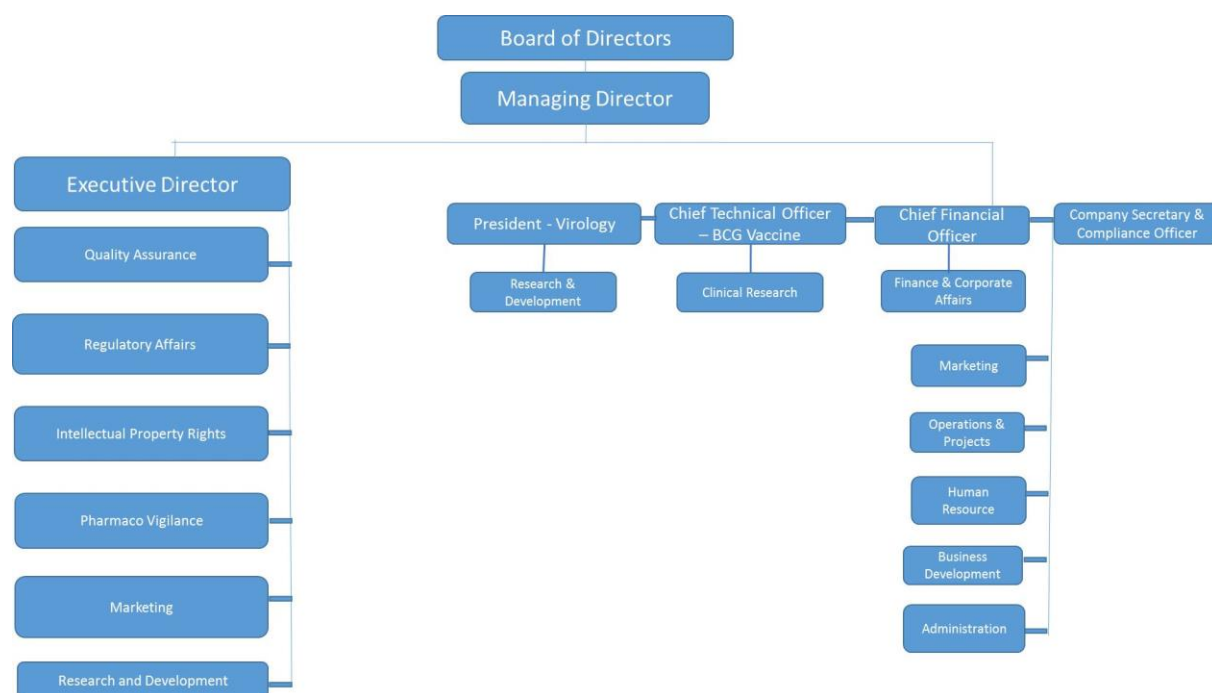 Board of Directors
Managing Director
Executive Director
President - Virology
Chief Technical Officer
– BCG Vaccine
Chief Financial
Officer
Company Secretary &
Compliance Officer
Quality Assurance
Research &
Development
Clinical Research
Finance & Corporate
Affairs
Regulatory Affairs
Marketing
Intellectual Property Rights
Operations &
Projects
Human
Resource
Pharmaco Vigilance
Business
Development
Marketing
Administration
Research and Development